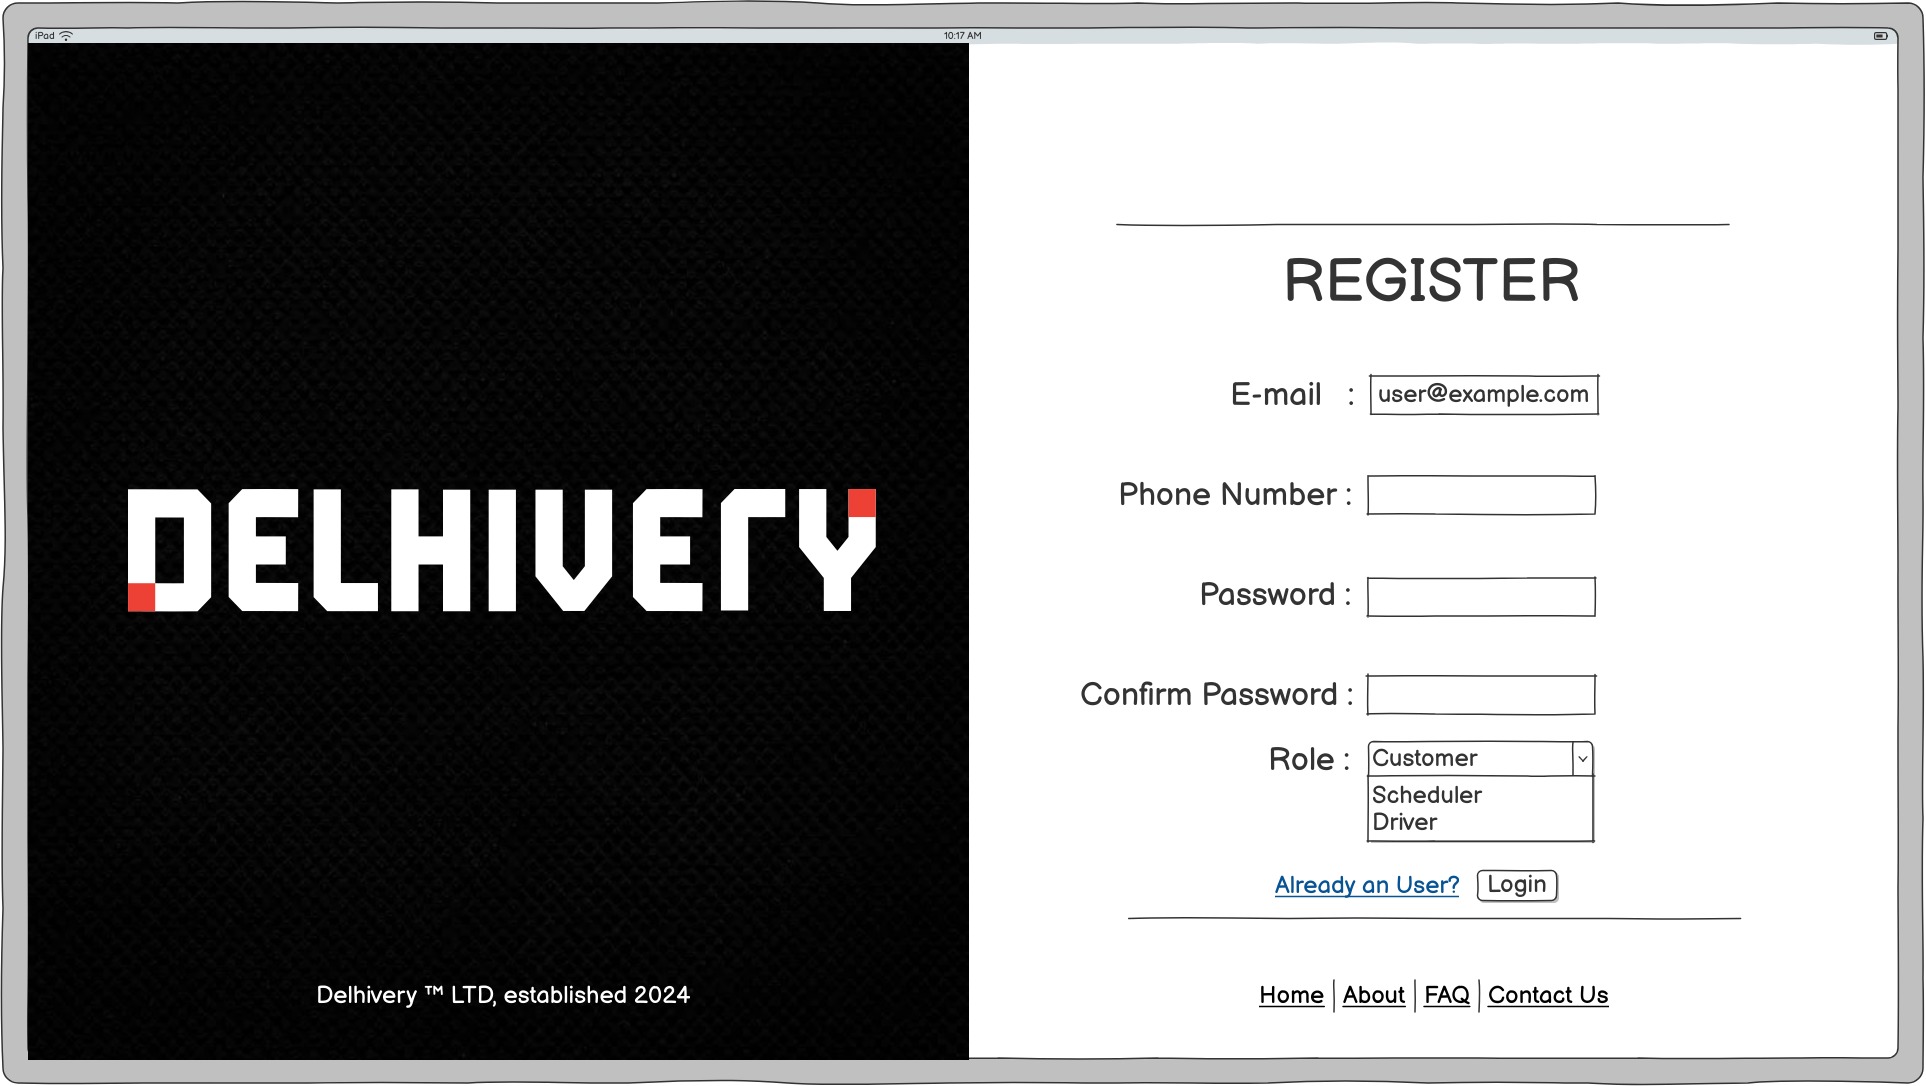 iPad
10:17 AM
DELHIVERY
Delhivery ™ LTD, established 2024
REGISTER
E-mail : user@example.com
Phone Number :
Password :
Confirm Password :
Role : Customer
Scheduler
Driver
Already an User? Login
Home About FAQ Contact Us